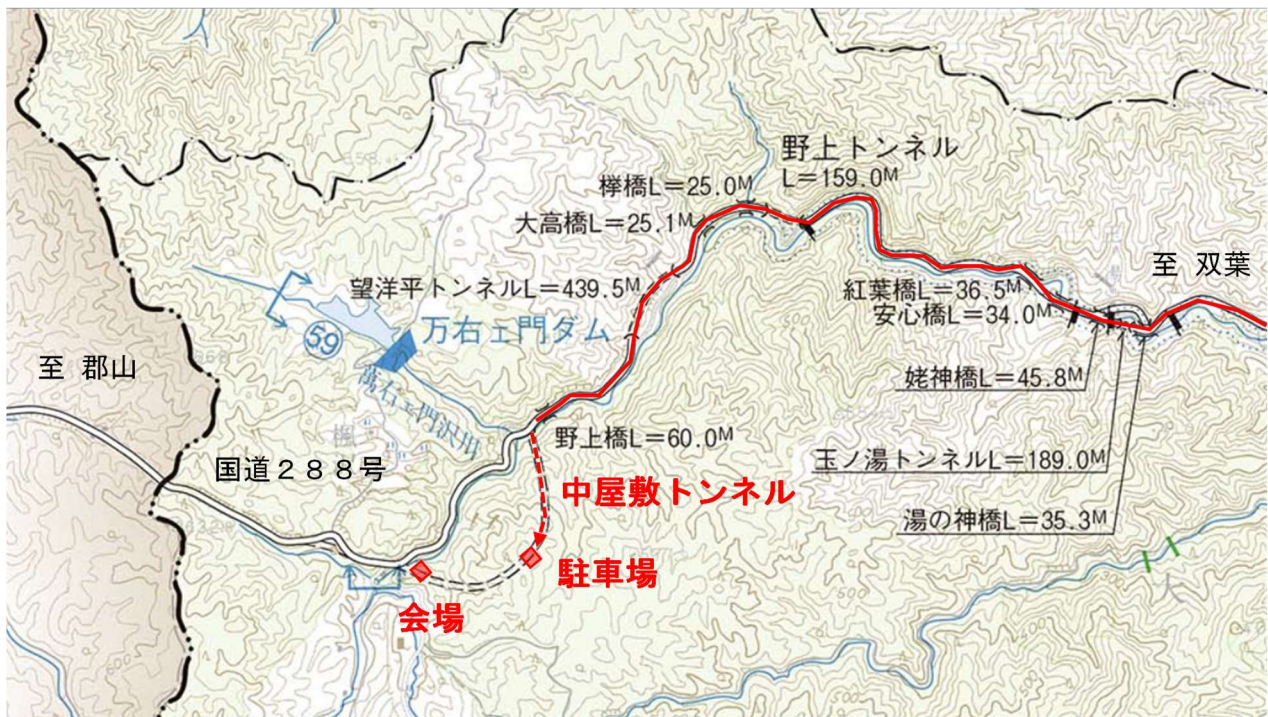 野上トンネル
L＝159.0M
欅橋L＝25.0M
大高橋L＝25.1M
至 双葉
望洋平トンネルL＝439.5M
紅葉橋L＝36.5M
安心橋L＝34.0M
59
万右ェ門ダム
至 郡山
萬右ェ門沢川
姥神橋L＝45.8M
野上橋L＝60.0M
国道２８８号
玉ノ湯トンネルL＝189.0M
中屋敷トンネル
湯の神橋L＝35.3M
駐車場
会場
大